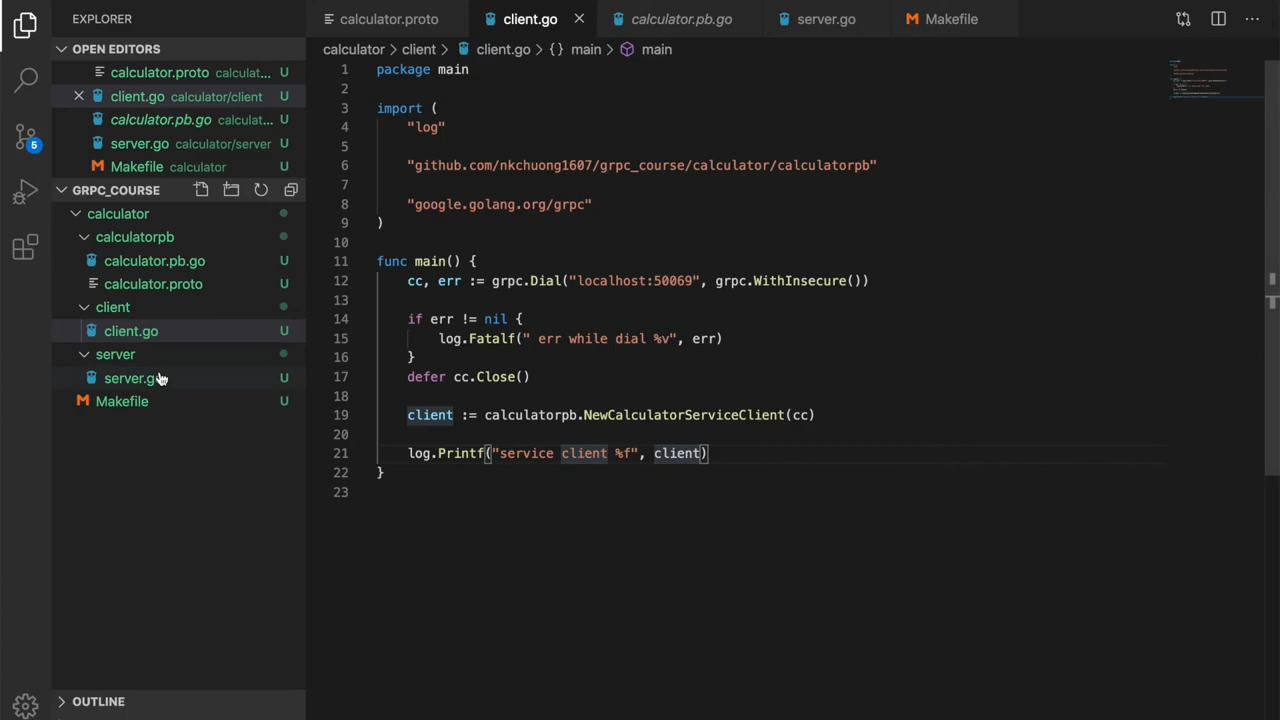 EXPLORER
OPEN EDITORS
calculator.proto calculat... U
client.go calculator/client U
calculator.pb.go calculat... U
server.go calculator/server U
Makefile calculator U
GRPC_COURSE
calculator
calculatorpb
calculator.pb.go U
calculator.proto U
client
client.go U
server
server.g U
Makefile U
OUTLINE
5
calculator.proto client.go calculator.pb.go server.go Makefile
calculator > client > client.go > {} main > main
1 package main
2
3 import (
4 "log"
5
6 "github.com/nkchuong1607/grpc_course/calculator/calculatorpb"
7
8 "google.golang.org/grpc"
9 )
10
11 func main() {
12 cc, err := grpc.Dial("localhost:50069", grpc.WithInsecure())
13
14 if err != nil {
15 log.Fatalf(" err while dial %v", err)
16 }
17 defer cc.Close()
18
19 client := calculatorpb.NewCalculatorServiceClient(cc)
20
21 log.Printf("service client %f", client)
22 }
23